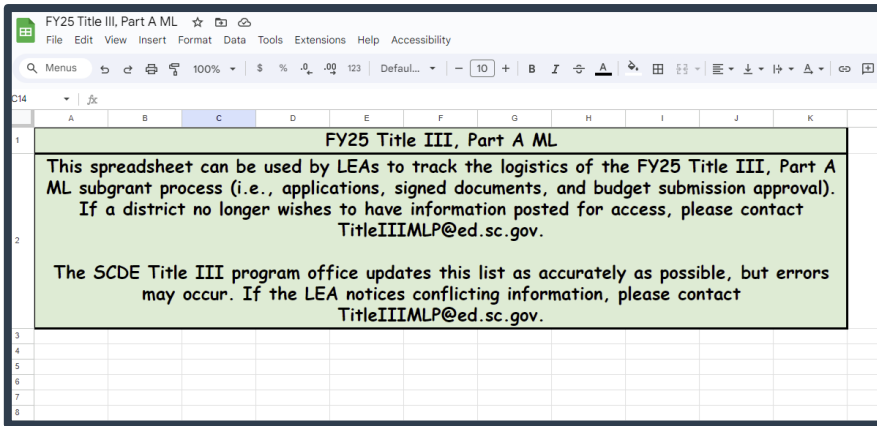 FY25 Title III, Part A ML
File Edit View Insert Format Data Tools Extensions Help Accessibility
Menus 100% $ % .0 .00 123 Defaul... − 10 + B I A A
C14 fx
A B C D E F G H I J K
1 FY25 Title III, Part A ML
This spreadsheet can be used by LEAs to track the logistics of the FY25 Title III, Part A
ML subgrant process (i.e., applications, signed documents, and budget submission approval).
If a district no longer wishes to have information posted for access, please contact
2 TitleIIIMLP@ed.sc.gov.
The SCDE Title III program office updates this list as accurately as possible, but errors
may occur. If the LEA notices conflicting information, please contact
TitleIIIMLP@ed.sc.gov.
3
4
5
6
7
8